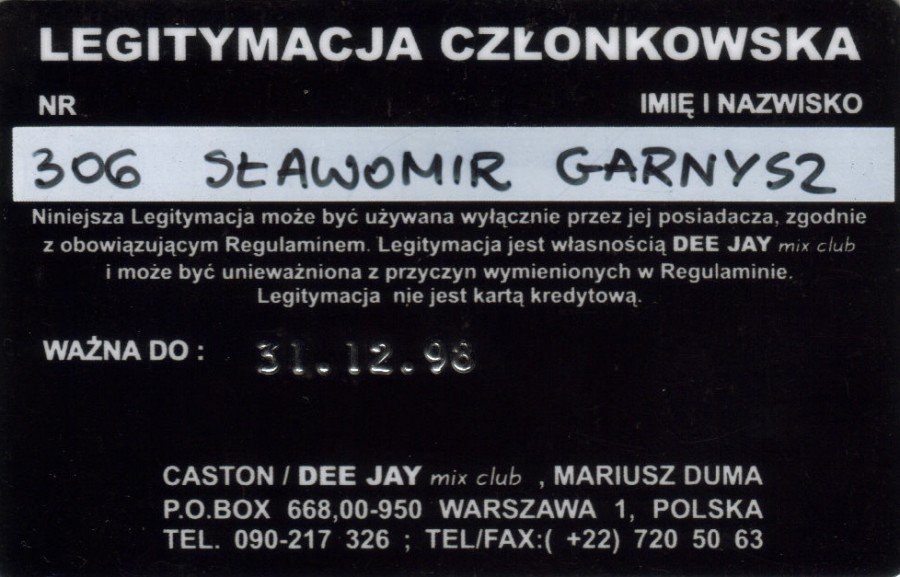 LEGITYMACJA CZŁONKOWSKA
NR IMIĘ I NAZWISKO
306 SŁAWOMIR GARNYSZ
Niniejsza Legitymacja może być używana wyłącznie przez jej posiadacza, zgodnie
z obowiązującym Regulaminem. Legitymacja jest własnością DEE JAY mix club
i może być unieważniona z przyczyn wymienionych w Regulaminie.
Legitymacja nie jest kartą kredytową.
WAŻNA DO : 31.12.98
CASTON / DEE JAY mix club , MARIUSZ DUMA
P.O.BOX 668,00-950 WARSZAWA 1, POLSKA
TEL. 090-217 326 ; TEL/FAX:( +22) 720 50 63